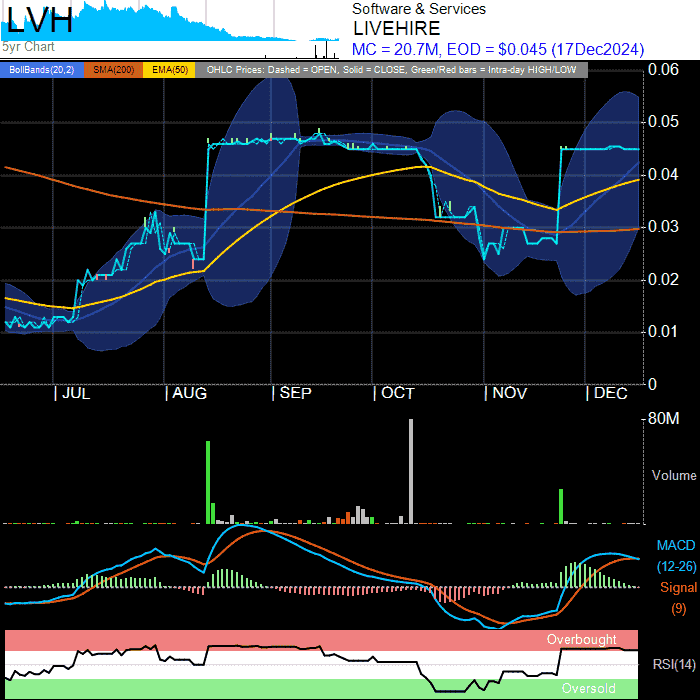 LVH
5yr Chart
Software & Services
LIVEHIRE
MC = 20.7M, EOD = $0.045 (17Dec2024)
BollBands(20,2) SMA(200) EMA(50) OHLC Prices: Dashed = OPEN, Solid = CLOSE, Green/Red bars = Intra-day HIGH/LOW
0.06
0.05
0.04
0.03
0.02
0.01
0
| JUL | AUG | SEP | OCT | NOV | DEC
80M
Volume
MACD
(12-26)
Signal
(9)
Overbought
RSI(14)
Oversold